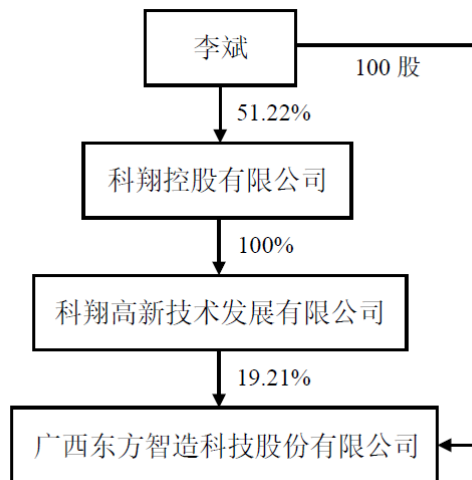 李斌
100 股
51.22%
科翔控股有限公司
100%
科翔高新技术发展有限公司
19.21%
广西东方智造科技股份有限公司